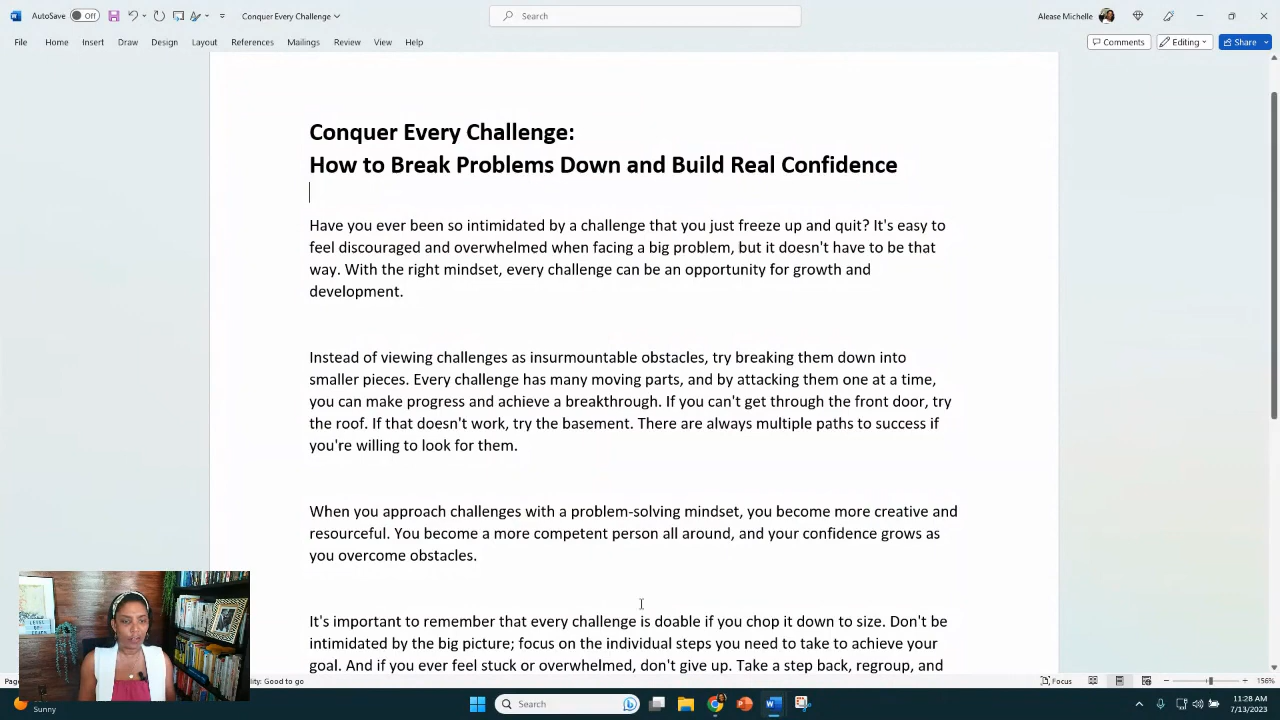 AutoSave Off
Conquer Every Challenge
Search
Alease Michelle
File Home Insert Draw Design Layout References Mailings Review View Help
Comments Editing Share
Conquer Every Challenge:
How to Break Problems Down and Build Real Confidence
Have you ever been so intimidated by a challenge that you just freeze up and quit? It's easy to
feel discouraged and overwhelmed when facing a big problem, but it doesn't have to be that
way. With the right mindset, every challenge can be an opportunity for growth and
development.
Instead of viewing challenges as insurmountable obstacles, try breaking them down into
smaller pieces. Every challenge has many moving parts, and by attacking them one at a time,
you can make progress and achieve a breakthrough. If you can't get through the front door, try
the roof. If that doesn't work, try the basement. There are always multiple paths to success if
you're willing to look for them.
When you approach challenges with a problem-solving mindset, you become more creative and
resourceful. You become a more competent person all around, and your confidence grows as
you overcome obstacles.
It's important to remember that every challenge is doable if you chop it down to size. Don't be
intimidated by the big picture; focus on the individual steps you need to take to achieve your
goal. And if you ever feel stuck or overwhelmed, don't give up. Take a step back, regroup, and
Pag ility: Good to go Focus 156%
Sunny
Search
11:28 AM
7/13/2023